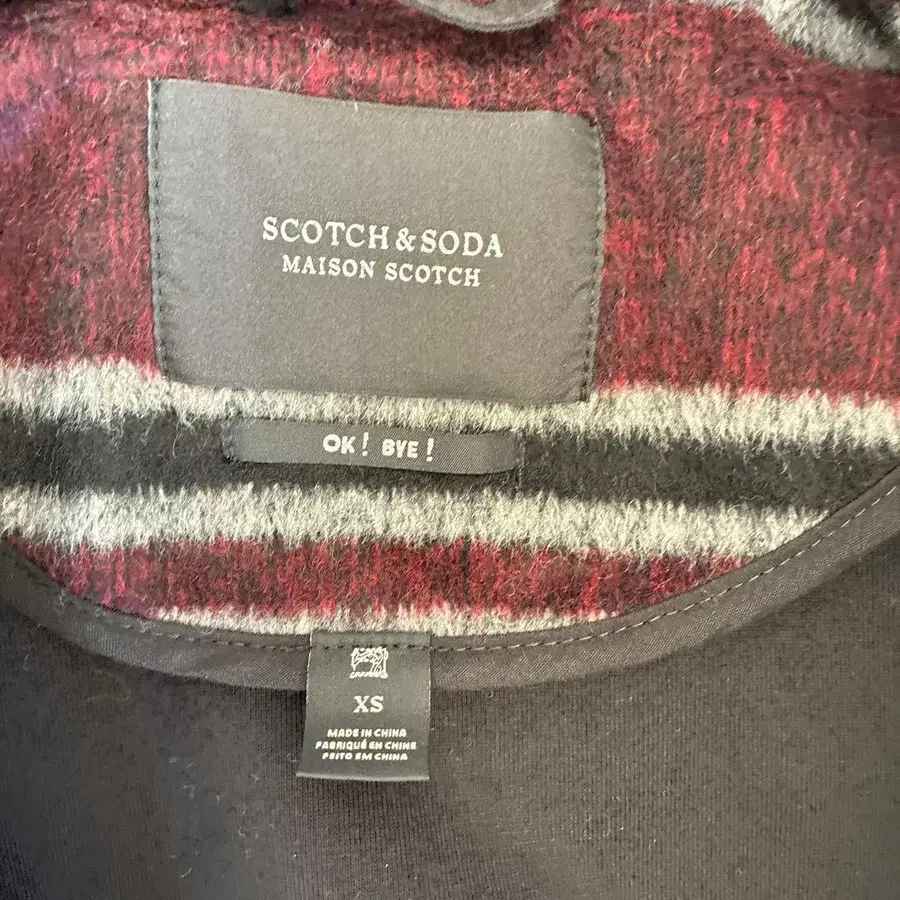 SCOTCH & SODA
MAISON SCOTCH
OK! BYE!
XS
MADE IN CHINA
FABRIQUÉ EN CHINE
FEITO EM CHINA